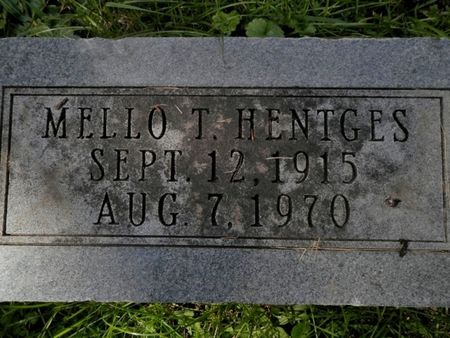 MELLO T. HENTGES
SEPT. 12, 1915
AUG. 7, 1970